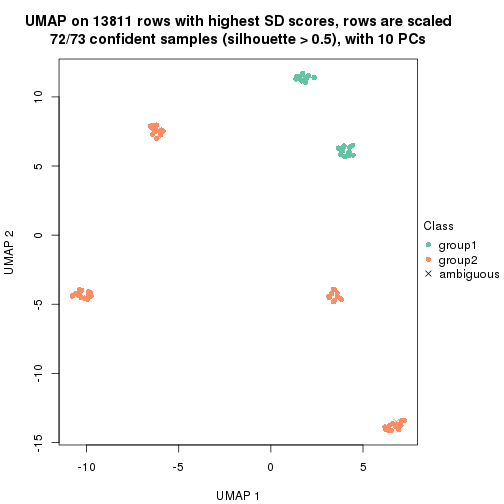 UMAP on 13811 rows with highest SD scores, rows are scaled
72/73 confident samples (silhouette > 0.5), with 10 PCs
10
5
0
-5
-10
-15
UMAP 2
-10
-5
0
5
UMAP 1
Class
group1
group2
ambiguous